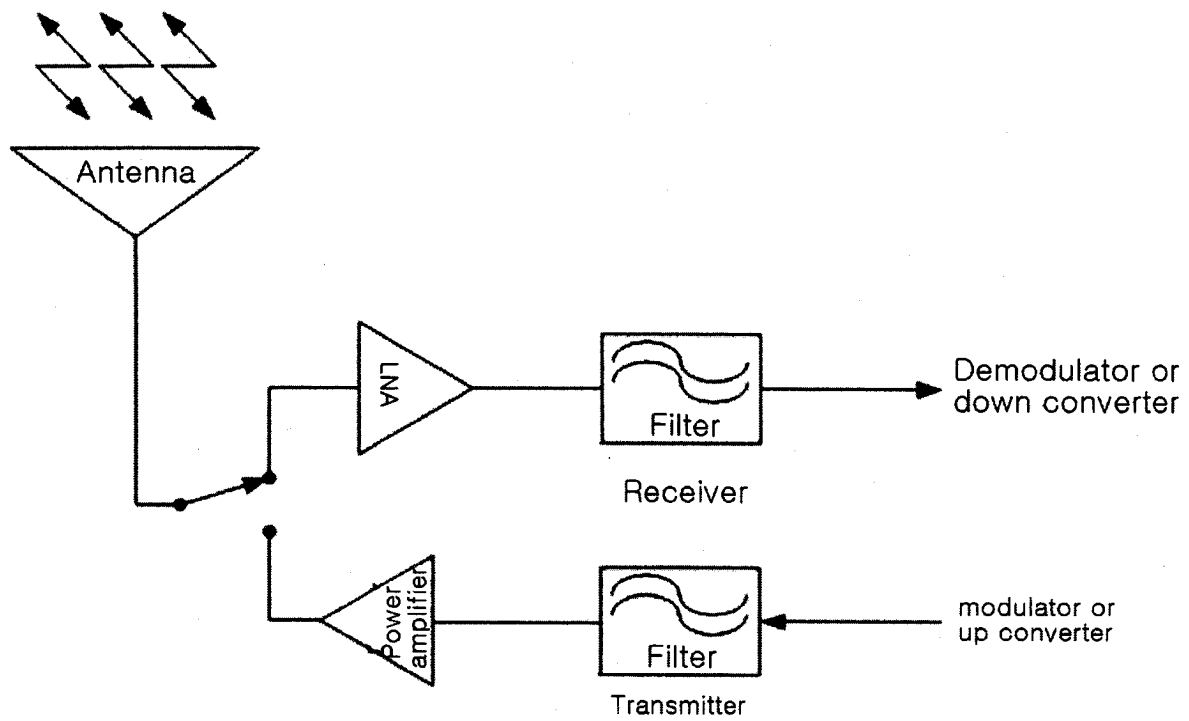 Antenna
LNA
Filter
Demodulator or
down converter
Receiver
Power
amplifier
Filter
modulator or
up converter
Transmitter